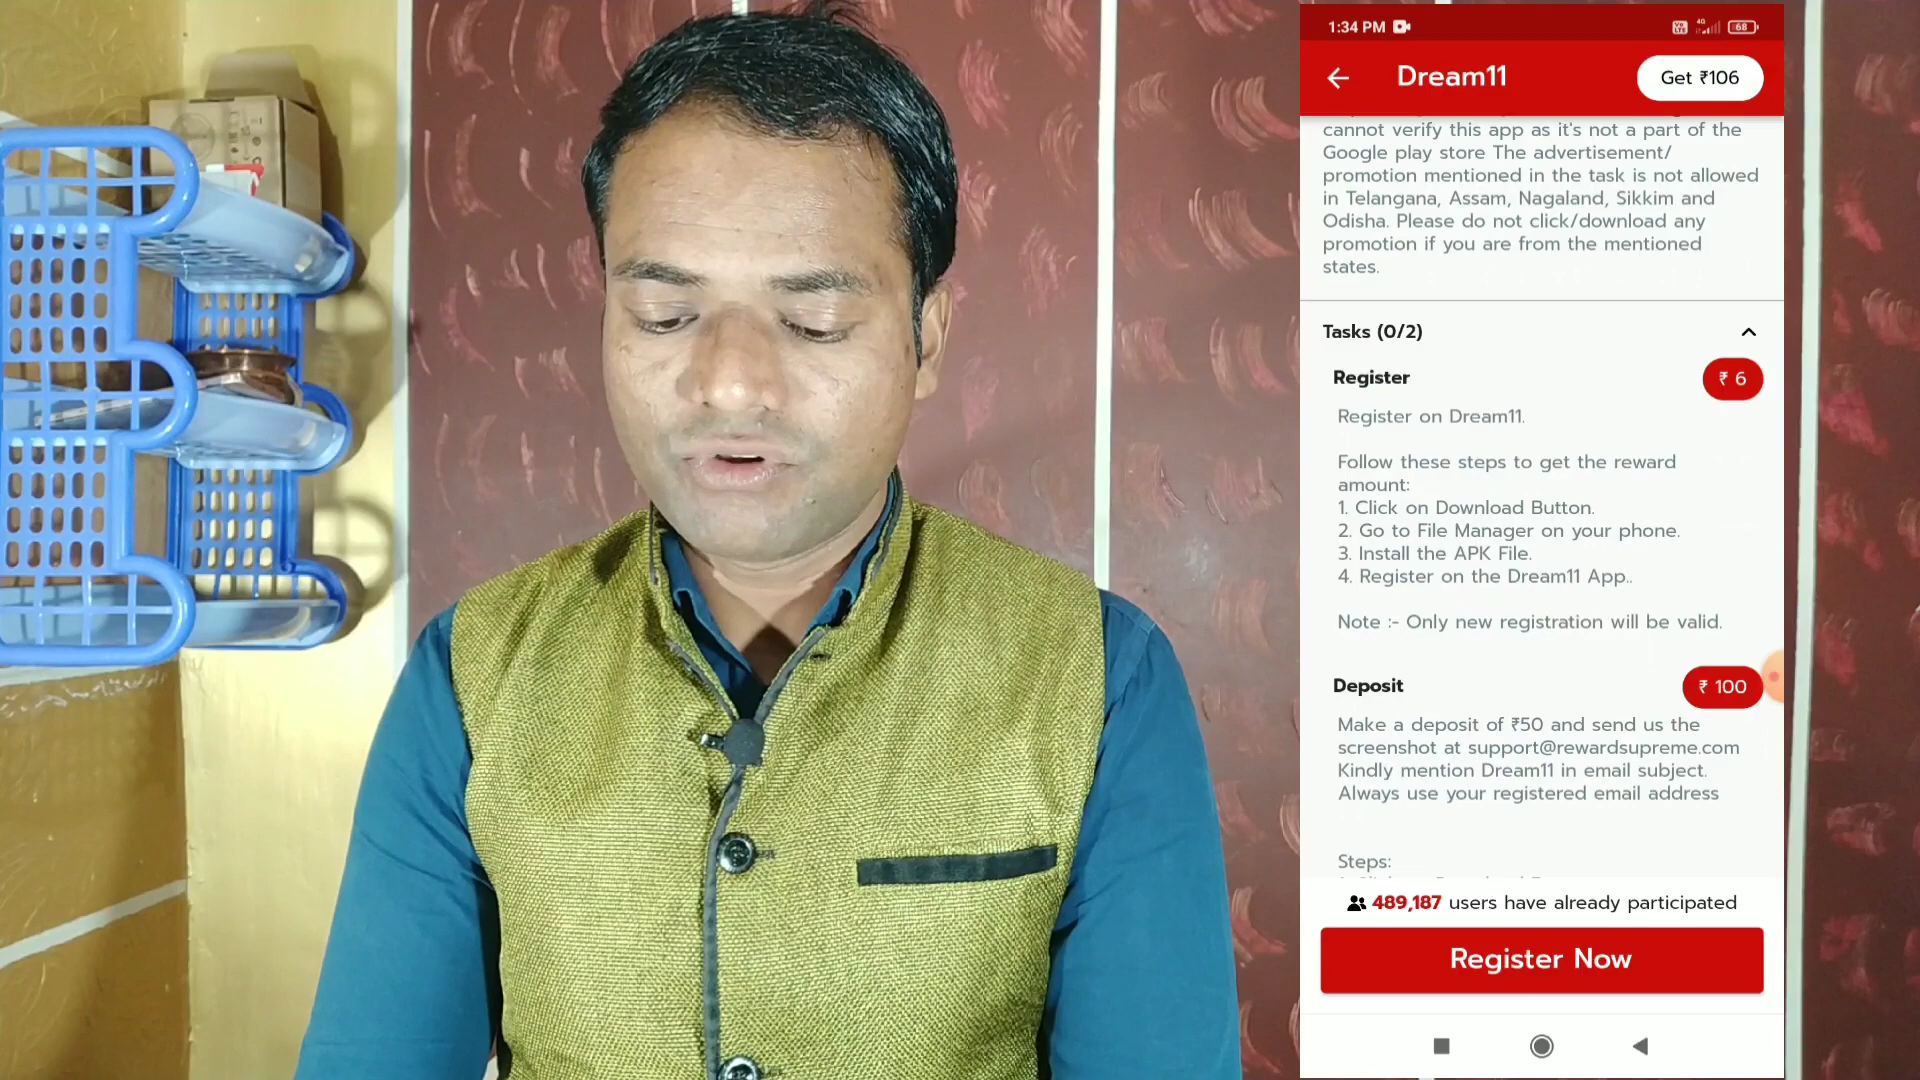 1:34 PM
68
Dream11
Get ₹106
cannot verify this app as it's not a part of the
Google play store The advertisement/
promotion mentioned in the task is not allowed
in Telangana, Assam, Nagaland, Sikkim and
Odisha. Please do not click/download any
promotion if you are from the mentioned
states.
Tasks (0/2)
Register
₹ 6
Register on Dream11.
Follow these steps to get the reward
amount:
1. Click on Download Button.
2. Go to File Manager on your phone.
3. Install the APK File.
4. Register on the Dream11 App..
Note :- Only new registration will be valid.
Deposit
₹ 100
Make a deposit of ₹50 and send us the
screenshot at support@rewardsupreme.com
Kindly mention Dream11 in email subject.
Always use your registered email address
Steps:
489,187 users have already participated
Register Now